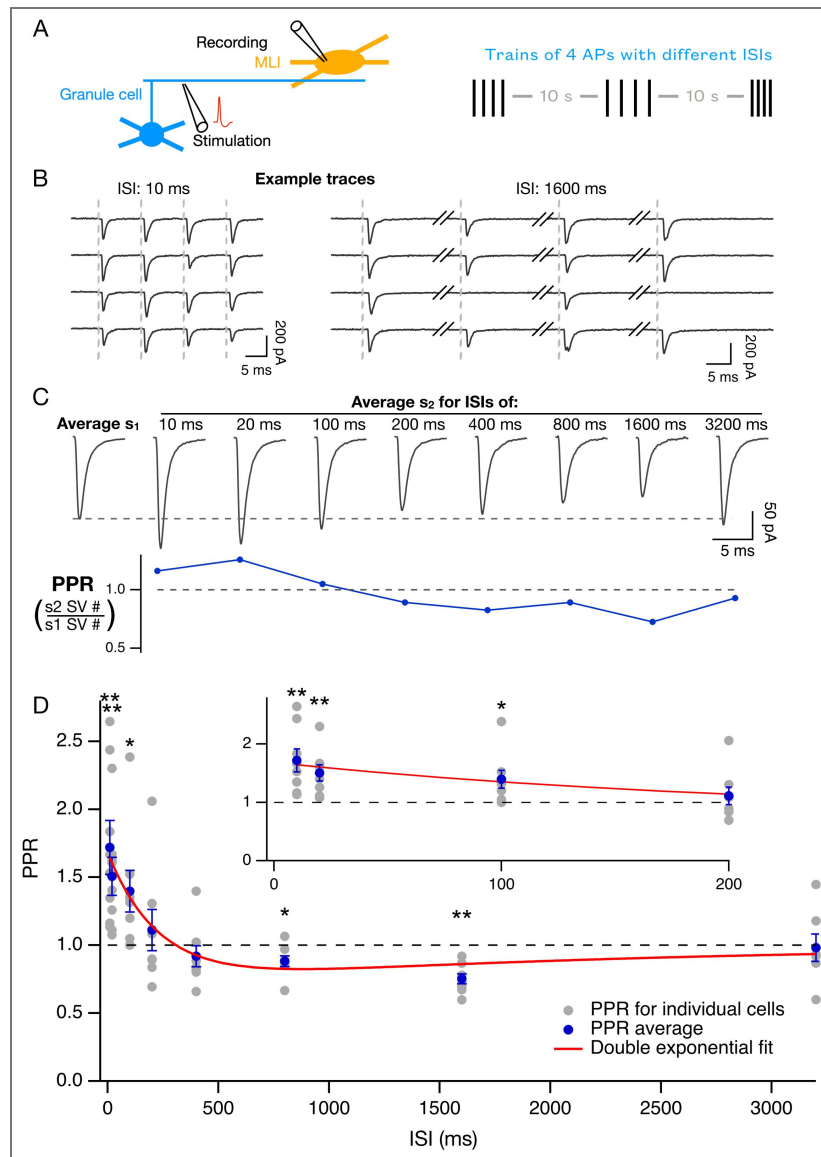 A
Recording
MLI
Granule cell
Stimulation
Trains of 4 APs with different ISIs
10 s
10 s
B
Example traces
ISI: 10 ms
ISI: 1600 ms
200 pA
5 ms
200 pA
5 ms
C
Average s₂ for ISIs of:
Average s₁
10 ms
20 ms
100 ms
200 ms
400 ms
800 ms
1600 ms
3200 ms
50 pA
5 ms
PPR
(s2 SV #
s1 SV #)
1.0
0.5
D
**
**
*
*
**
2.5
2.0
1.5
1.0
0.5
0.0
PPR
**
**
*
2
1
0
0
100
200
PPR for individual cells
PPR average
Double exponential fit
0
500
1000
1500
2000
2500
3000
ISI (ms)